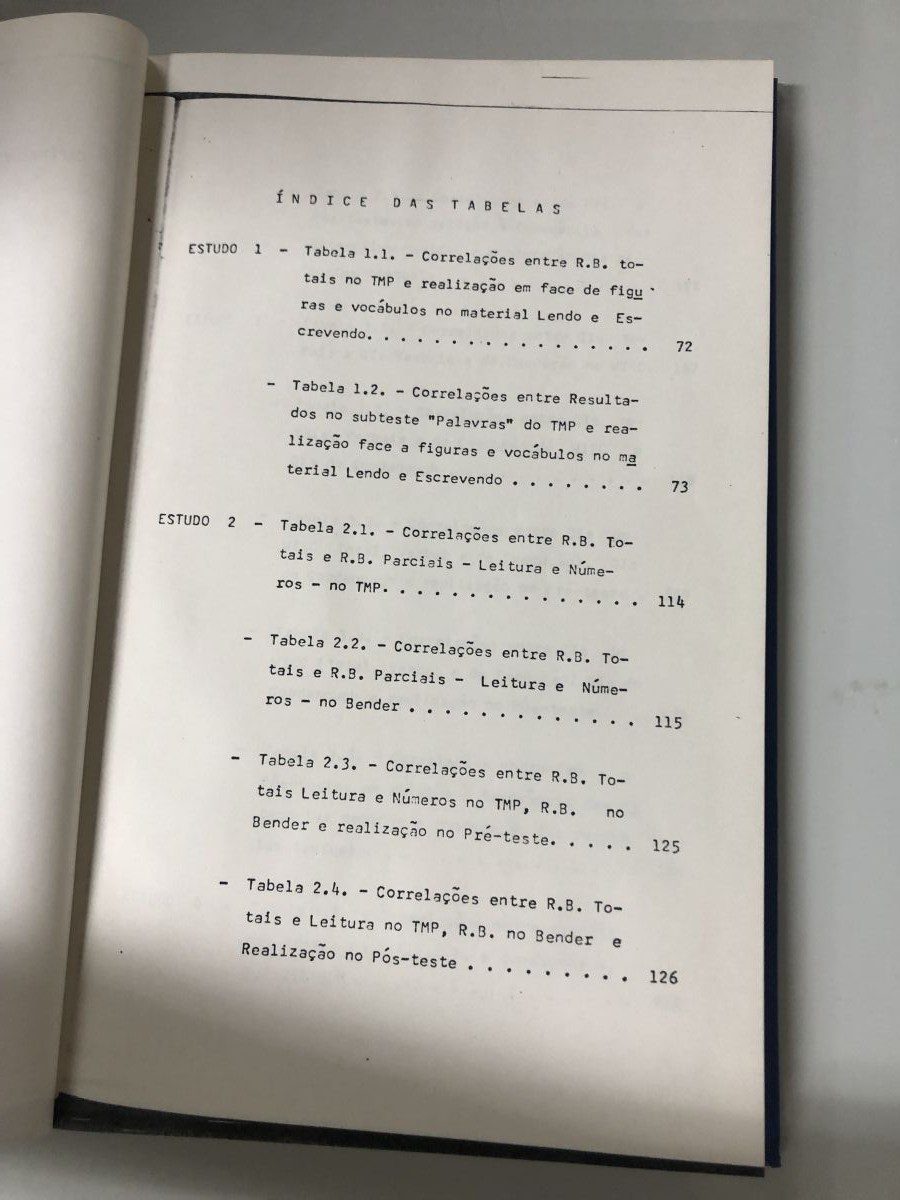 ÍNDICE DAS TABELAS
ESTUDO 1 - Tabela 1.1. - Correlações entre R.B. to-
tais no TMP e realização em face de figu
ras e vocábulos no material Lendo e Es-
crevendo. . . . . . . . . . . . . . . . . . 72
- Tabela 1.2. - Correlações entre Resulta-
dos no subteste "Palavras" do TMP e rea-
lização face a figuras e vocábulos no ma
terial Lendo e Escrevendo . . . . . . . . 73
ESTUDO 2 - Tabela 2.1. - Correlações entre R.B. To-
tais e R.B. Parciais - Leitura e Núme-
ros - no TMP. . . . . . . . . . . . . . . . 114
- Tabela 2.2. - Correlações entre R.B. To-
tais e R.B. Parciais - Leitura e Núme-
ros - no Bender . . . . . . . . . . . . . 115
- Tabela 2.3. - Correlações entre R.B. To-
tais Leitura e Números no TMP, R.B. no
Bender e realização no Pré-teste. . . . . 125
- Tabela 2.4. - Correlações entre R.B. To-
tais e Leitura no TMP, R.B. no Bender e
Realização no Pós-teste . . . . . . . . . 126